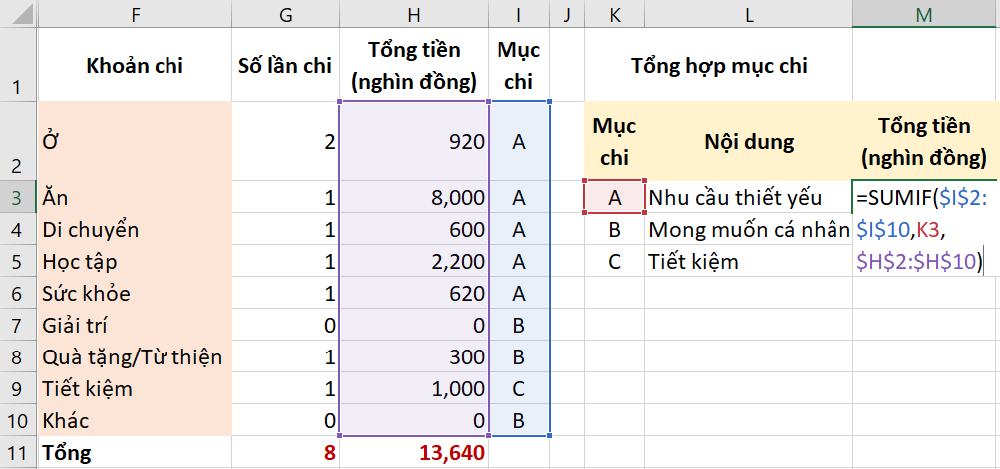 F G H I J K L M
1 Khoản chi Số lần chi Tổng tiền (nghìn đồng) Mục chi Tổng hợp mục chi
2 Ở 2 920 A Mục chi Nội dung Tổng tiền (nghìn đồng)
3 Ăn 1 8,000 A A Nhu cầu thiết yếu =SUMIF($I$2:
4 Di chuyển 1 600 A B Mong muốn cá nhân $I$10,K3,
5 Học tập 1 2,200 A C Tiết kiệm $H$2:$H$10)
6 Sức khỏe 1 620 A
7 Giải trí 0 0 B
8 Quà tặng/Từ thiện 1 300 B
9 Tiết kiệm 1 1,000 C
10 Khác 0 0 B
11 Tổng 8 13,640